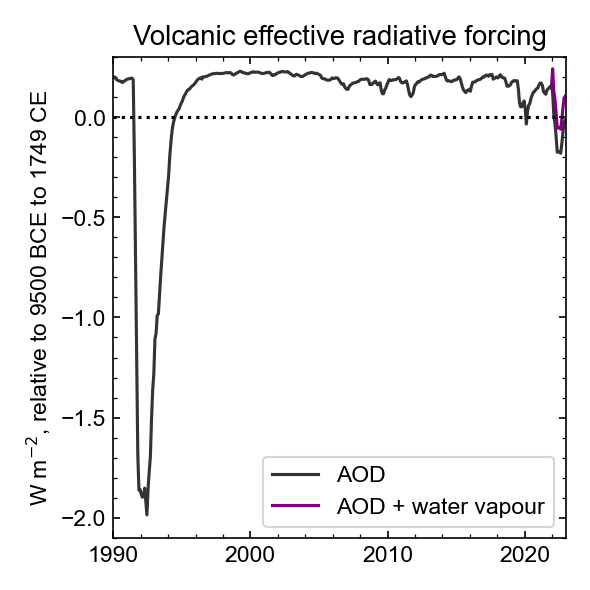 Volcanic effective radiative forcing
W m−2, relative to 9500 BCE to 1749 CE
0.0
−0.5
−1.0
−1.5
−2.0
AOD
AOD + water vapour
1990
2000
2010
2020